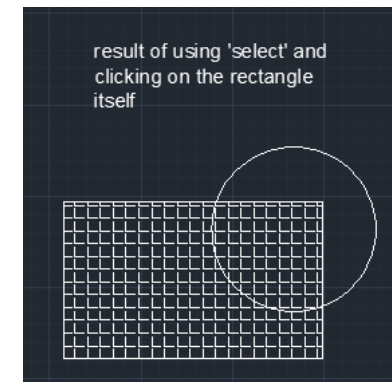 result of using 'select' and
clicking on the rectangle
itself